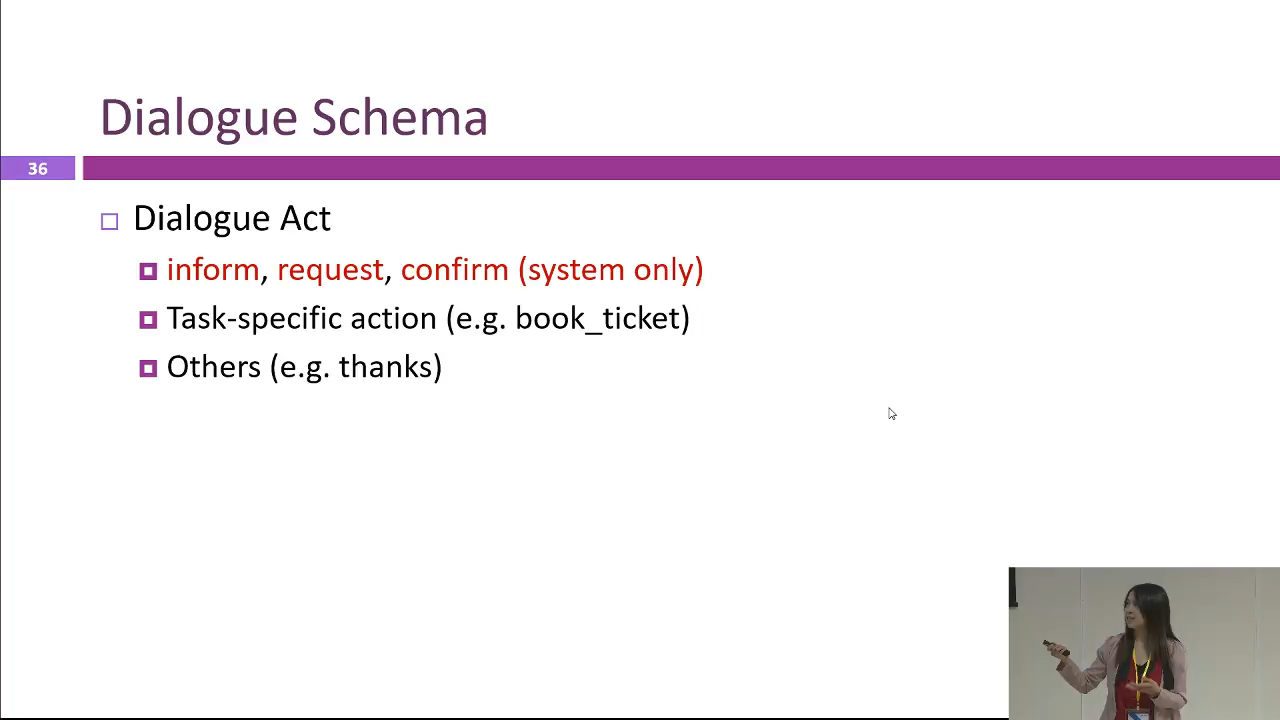 Dialogue Schema
36
Dialogue Act
inform, request, confirm (system only)
Task-specific action (e.g. book_ticket)
Others (e.g. thanks)